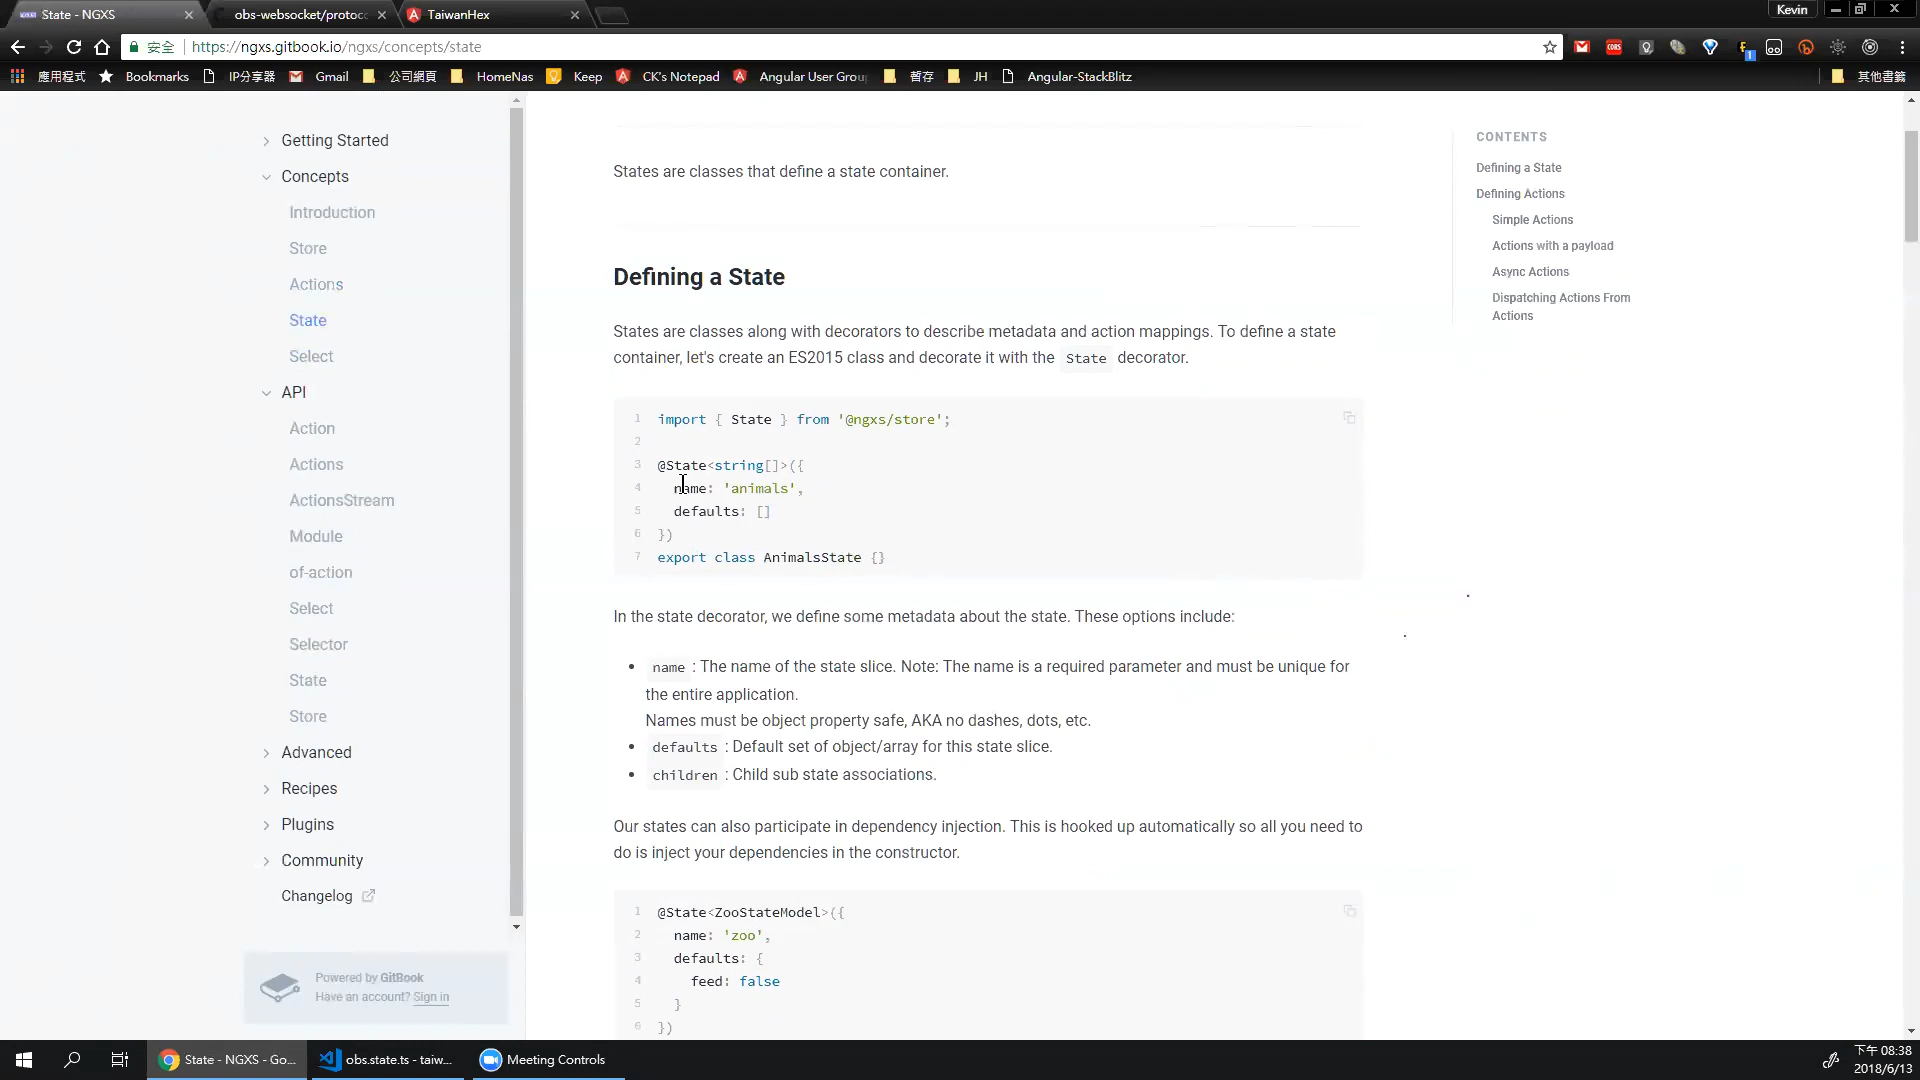 State - NGXS
obs-websocket/protoco
TaiwanHex
Kevin
安全
https://ngxs.gitbook.io/ngxs/concepts/state
應用程式
Bookmarks
IP分享器
Gmail
公司網頁
HomeNas
Keep
CK's Notepad
Angular User Group
暫存
JH
Angular-StackBlitz
其他書籤
Getting Started
Concepts
Introduction
Store
Actions
State
Select
API
Action
Actions
ActionsStream
Module
of-action
Select
Selector
State
Store
Advanced
Recipes
Plugins
Community
Changelog
Powered by GitBook
Have an account? Sign in
States are classes that define a state container.
Defining a State
States are classes along with decorators to describe metadata and action mappings. To define a state
container, let's create an ES2015 class and decorate it with the State decorator.
1 import { State } from '@ngxs/store';
2
3 @State<string[]>({
4 name: 'animals',
5 defaults: []
6 })
7 export class AnimalsState {}
In the state decorator, we define some metadata about the state. These options include:
• name : The name of the state slice. Note: The name is a required parameter and must be unique for
the entire application.
Names must be object property safe, AKA no dashes, dots, etc.
• defaults : Default set of object/array for this state slice.
• children : Child sub state associations.
Our states can also participate in dependency injection. This is hooked up automatically so all you need to
do is inject your dependencies in the constructor.
1 @State<ZooStateModel>({
2 name: 'zoo',
3 defaults: {
4 feed: false
5 }
6 })
CONTENTS
Defining a State
Defining Actions
Simple Actions
Actions with a payload
Async Actions
Dispatching Actions From
Actions
State - NGXS - Go...
obs.state.ts - taiw...
Meeting Controls
下午 08:38
2018/6/13